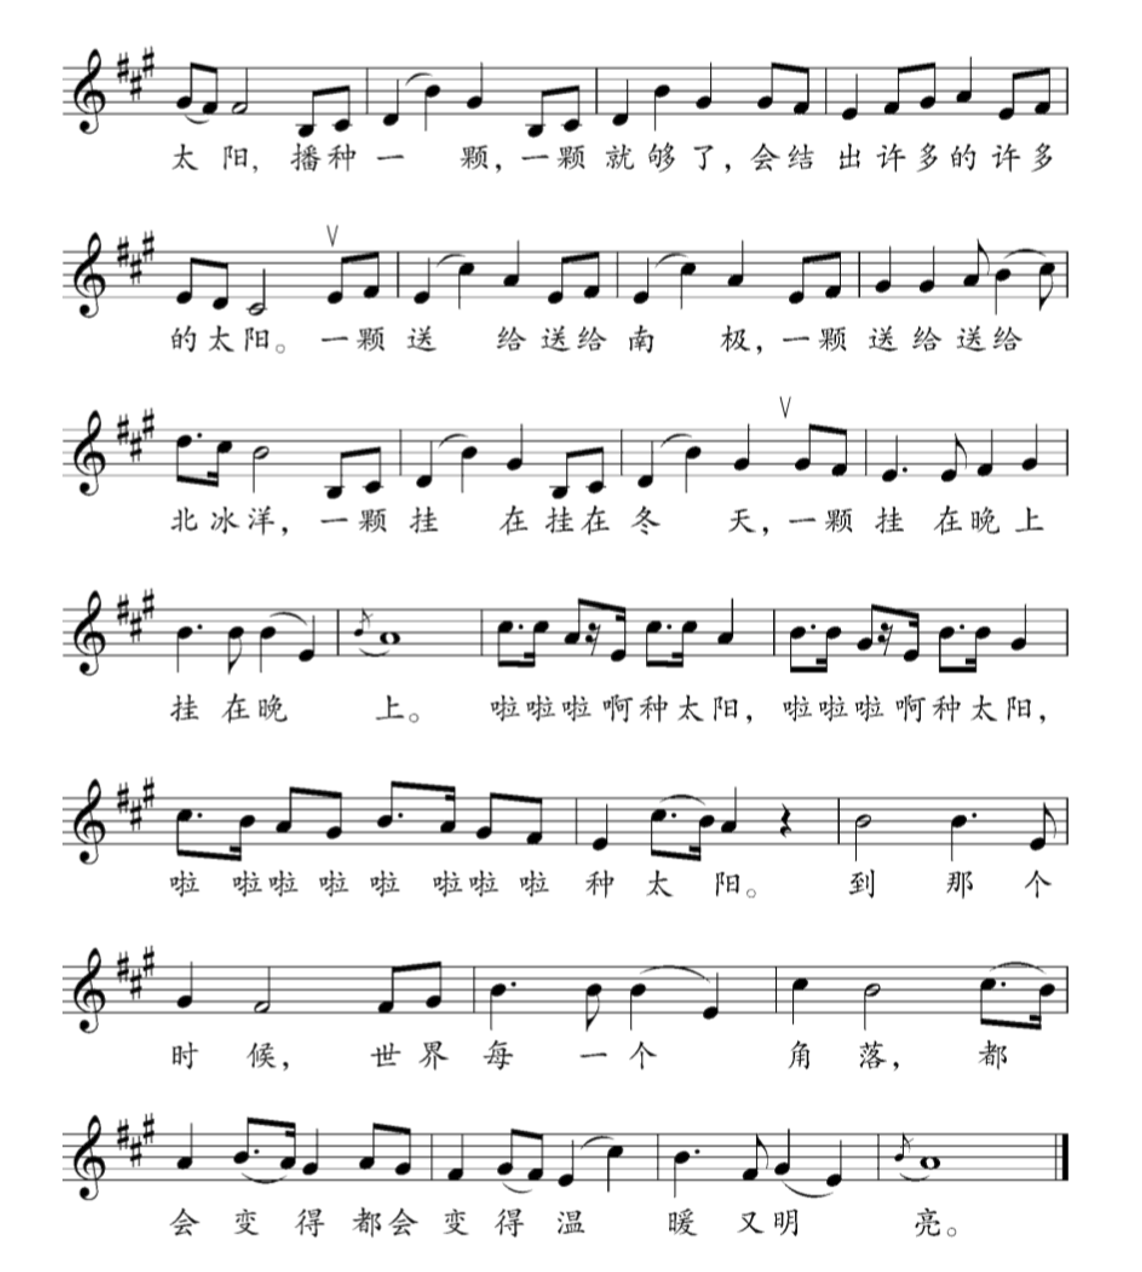 太 阳, 播种 一 颗, 一颗 就够了, 会结 出许多的许多
的太阳。 一颗 送 给送给 南 极, 一颗 送给送给
北冰洋, 一颗 挂 在挂在 冬 天, 一颗 挂 在晚上
挂 在晚 上。 啦啦啦 啊种太阳, 啦啦啦 啊种太阳,
啦 啦啦 啦 啦 啦啦 啦 种 太 阳。 到 那 个
时 候, 世 界 每 一 个 角 落, 都
会 变 得 都会 变 得 温 暖 又明 亮。